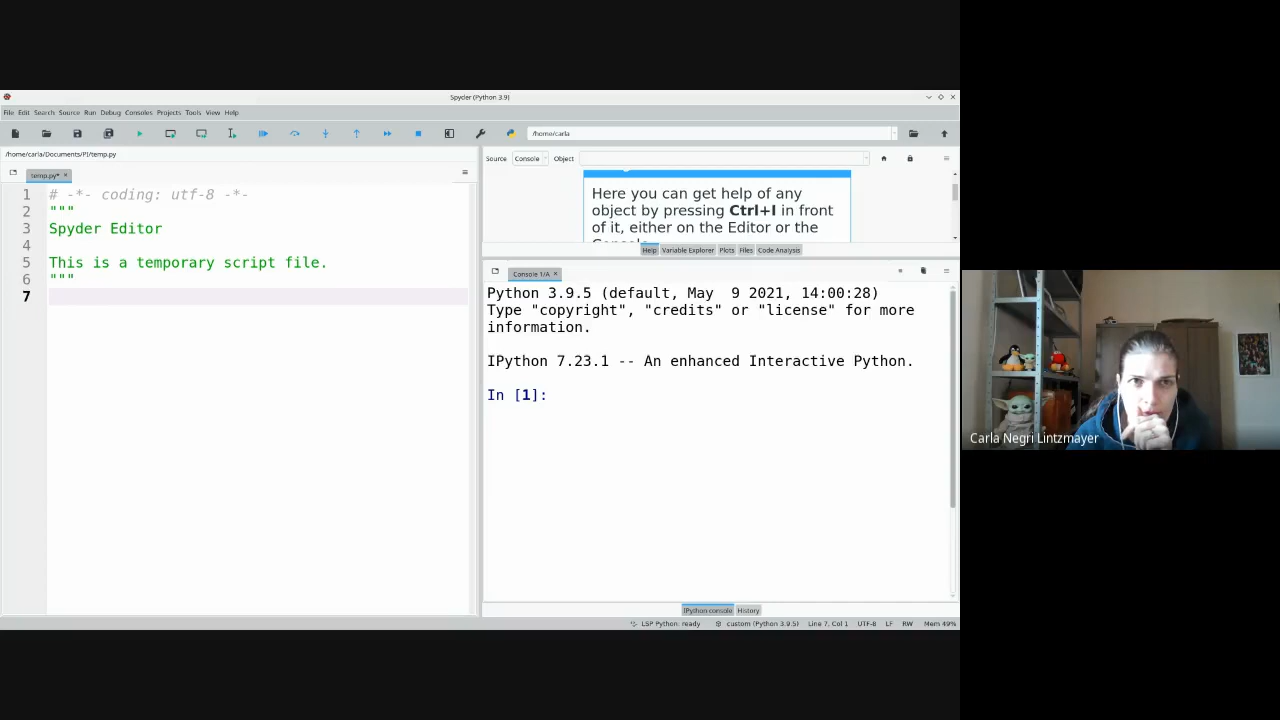 Spyder (Python 3.9)
File Edit Search Source Run Debug Consoles Projects Tools View Help
/home/carla
/home/carla/Documents/PI/temp.py
temp.py*
1 # -*- coding: utf-8 -*-
2 """
3 Spyder Editor
4
5 This is a temporary script file.
6 """
7
Source Console Object
Here you can get help of any
object by pressing Ctrl+I in front
of it, either on the Editor or the
Help Variable Explorer Plots Files Code Analysis
Console 1/A
Python 3.9.5 (default, May  9 2021, 14:00:28)
Type "copyright", "credits" or "license" for more
information.
IPython 7.23.1 -- An enhanced Interactive Python.
In [1]:
IPython console History
LSP Python: ready custom (Python 3.9.5) Line 7, Col 1 UTF-8 LF RW Mem 49%
Carla Negri Lintzmayer